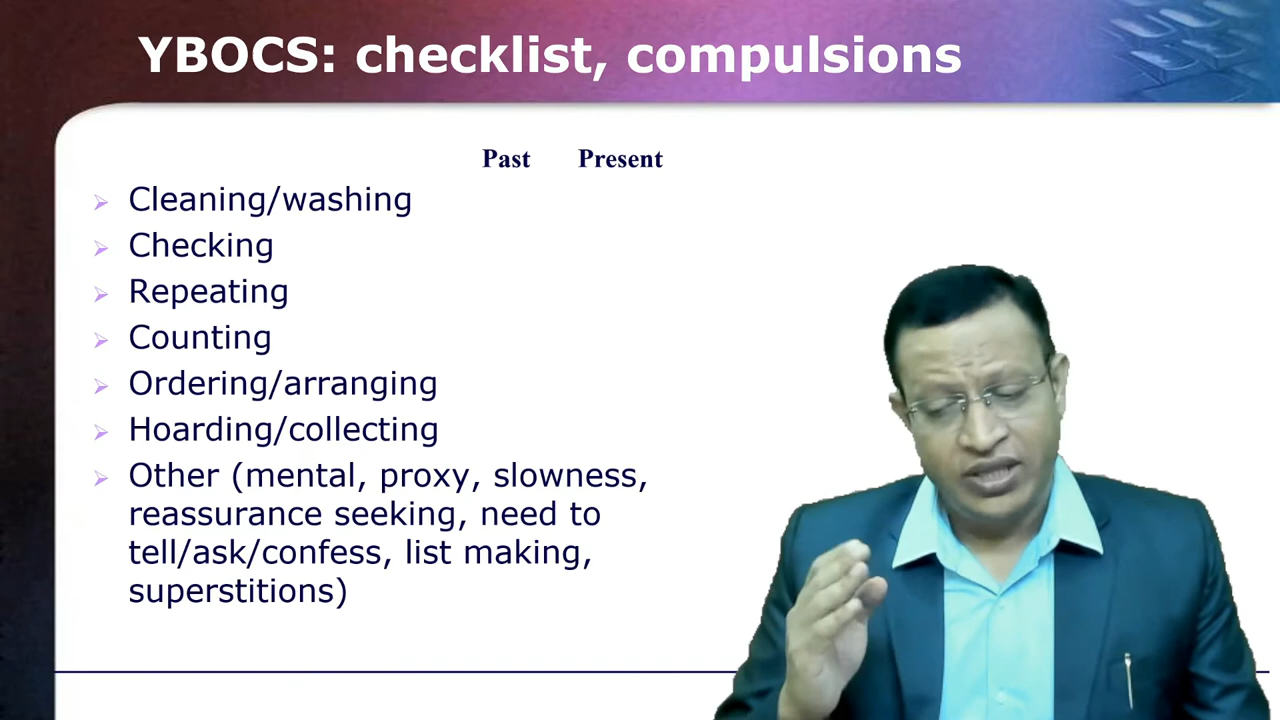 YBOCS: checklist, compulsions
Past Present
Cleaning/washing
Checking
Repeating
Counting
Ordering/arranging
Hoarding/collecting
Other (mental, proxy, slowness,
reassurance seeking, need to
tell/ask/confess, list making,
superstitions)